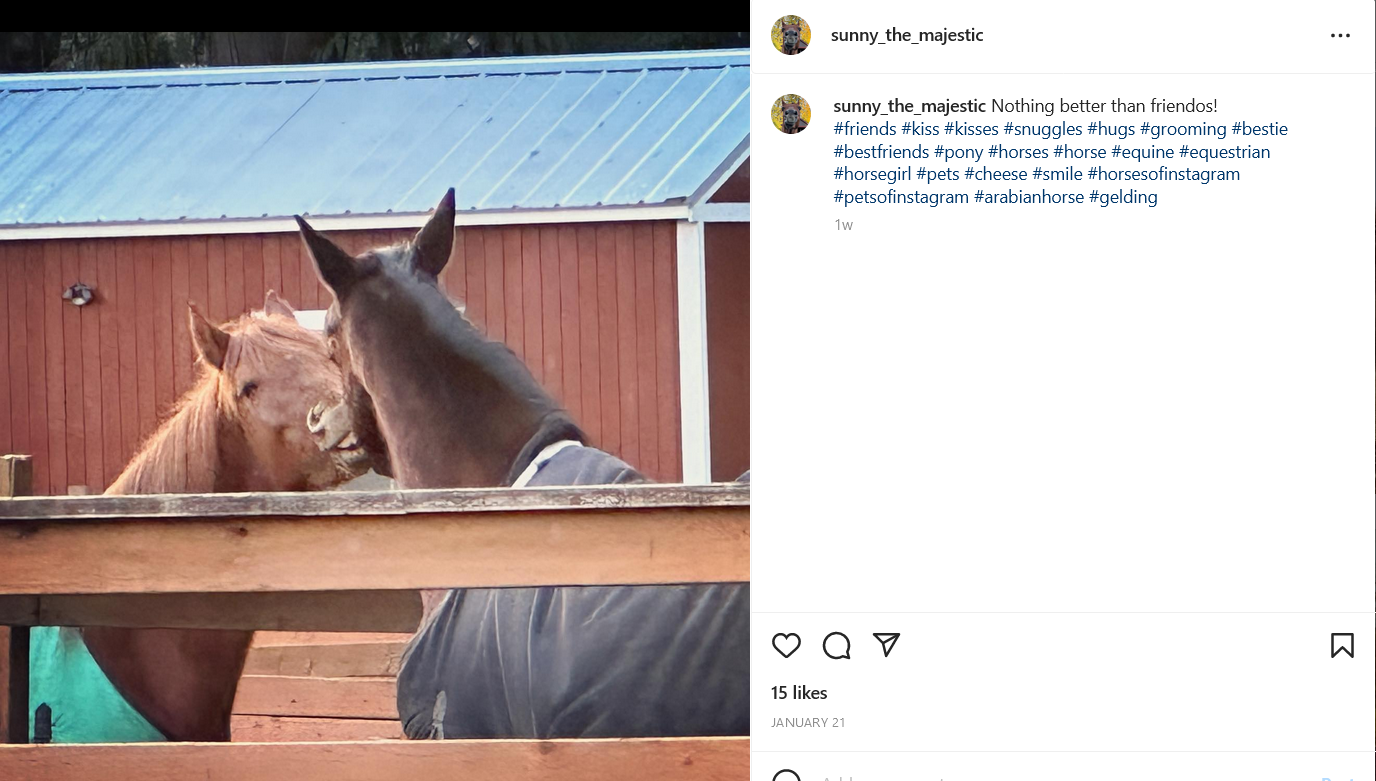 sunny_the_majestic
sunny_the_majestic Nothing better than friendos!
#friends #kiss #kisses #snuggles #hugs #grooming #bestie
#bestfriends #pony #horses #horse #equine #equestrian
#horsegirl #pets #cheese #smile #horsesofinstagram
#petsofinstagram #arabianhorse #gelding
1w
15 likes
JANUARY 21